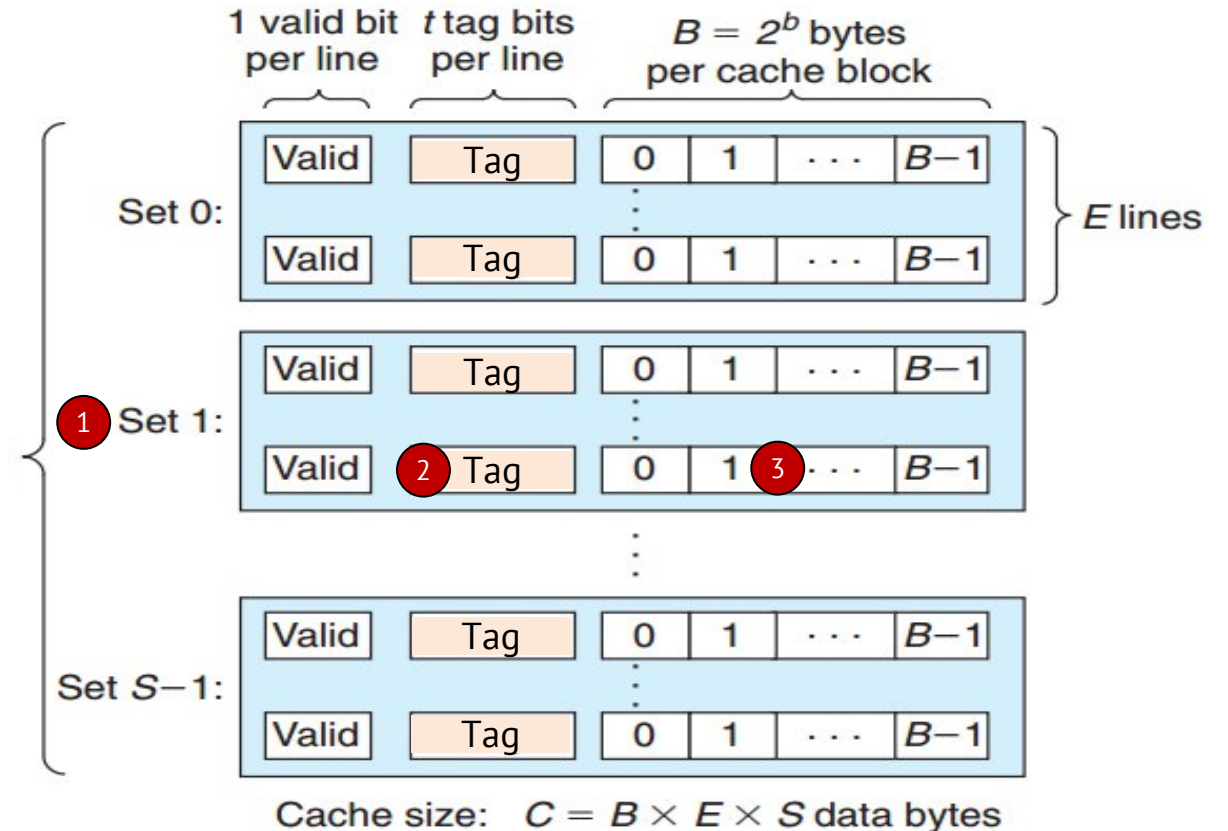 1 valid bit per line
t tag bits per line
B = 2^b bytes per cache block
Set 0:
Valid Tag 0 1 · · · B−1
Valid Tag 0 1 · · · B−1
E lines
1 Set 1:
Valid Tag 0 1 · · · B−1
Valid 2 Tag 0 1 3 · · · B−1
Set S−1:
Valid Tag 0 1 · · · B−1
Valid Tag 0 1 · · · B−1
Cache size: C = B × E × S data bytes